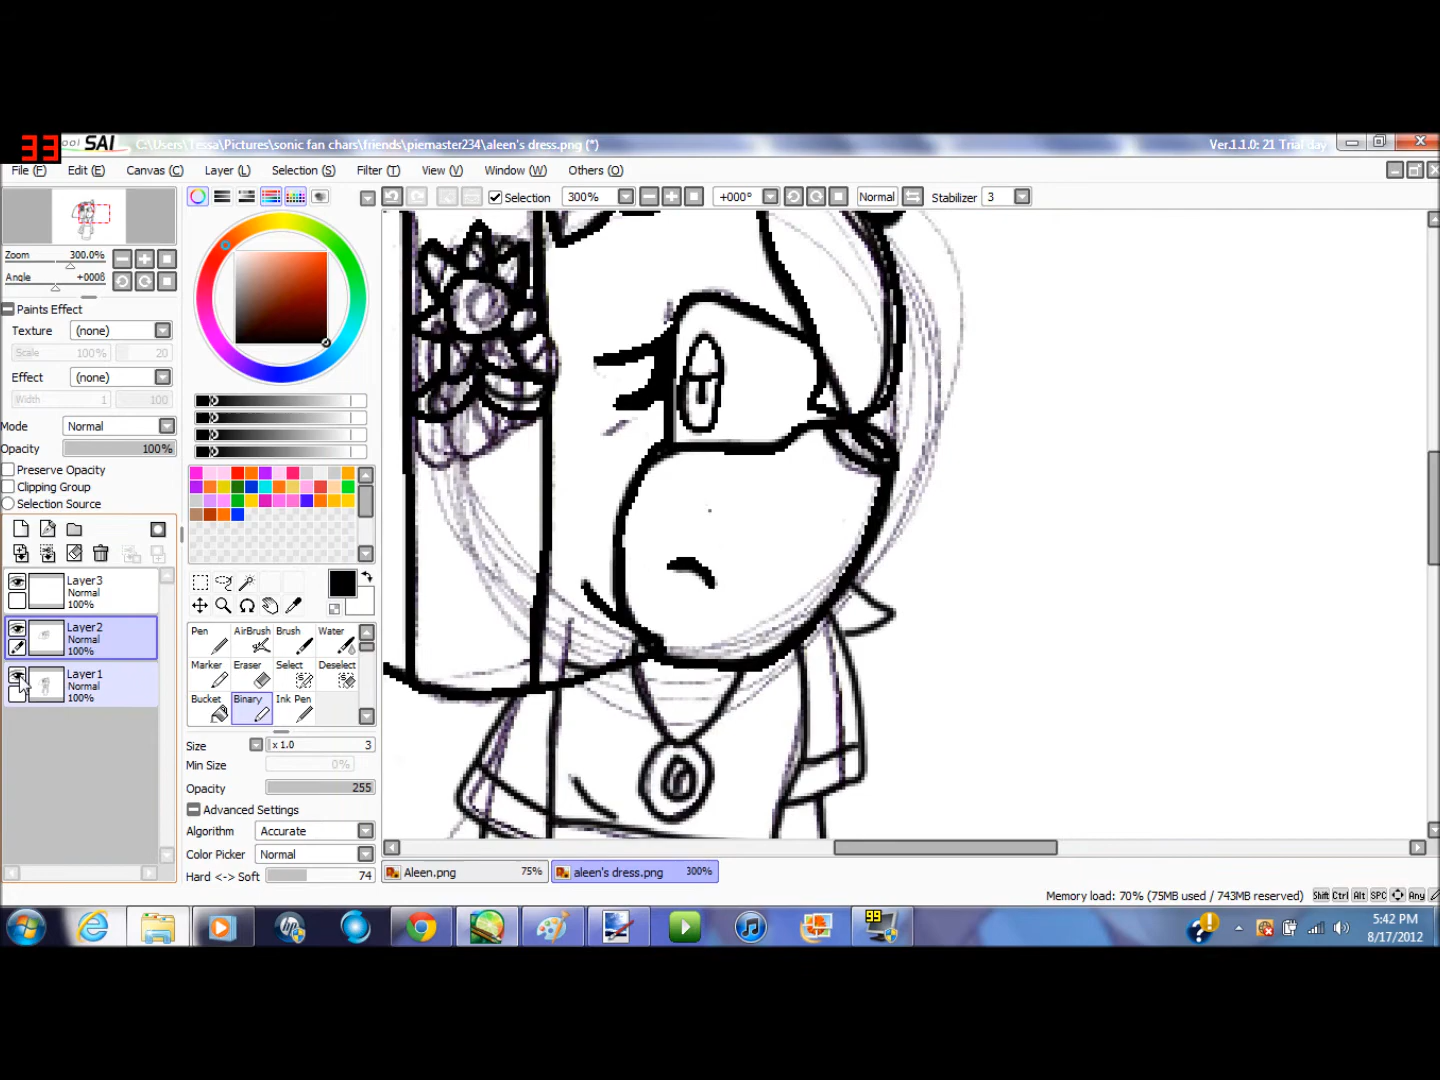 33 ool SAI C:\Users\Tessa\Pictures\sonic fan chars\friends\piemaster234\aleen's dress.png (*) Ver.1.1.0: 21 Trial day
File (F) Edit (E) Canvas (C) Layer (L) Selection (S) Filter (T) View (V) Window (W) Others (O)
Selection 300% +000° Normal Stabilizer 3
Zoom 300.0%
Angle +000ß
Paints Effect
Texture (none)
Scale 100% 20
Effect (none)
Width 1 100
Mode Normal
Opacity 100%
Preserve Opacity
Clipping Group
Selection Source
Layer3
Normal
100%
Layer2
Normal
100%
Layer1
Normal
100%
Pen AirBrush Brush Water
Marker Eraser Select Deselect
Bucket Binary Ink Pen
Size x 1.0 3
Min Size 0%
Opacity 255
Advanced Settings
Algorithm Accurate
Color Picker Normal
Hard <-> Soft 74
Aleen.png 75% aleen's dress.png 300%
Memory load: 70% (75MB used / 743MB reserved) Shift Ctrl Alt SPC Any
99
5:42 PM
8/17/2012